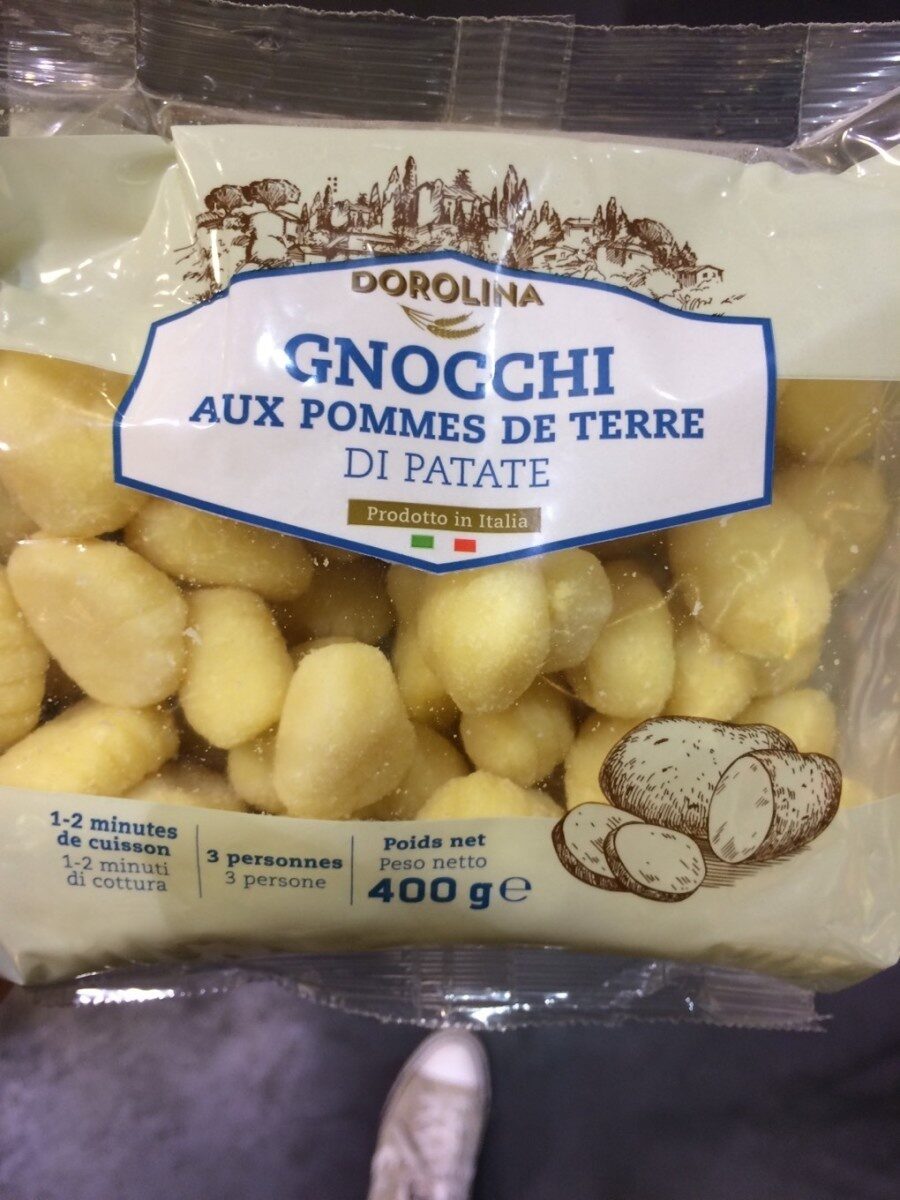 DOROLINA
GNOCCHI
AUX POMMES DE TERRE
DI PATATE
Prodotto in Italia
1-2 minutes
de cuisson
1-2 minuti
di cottura
3 personnes
3 persone
Poids net
Peso netto
400 g e